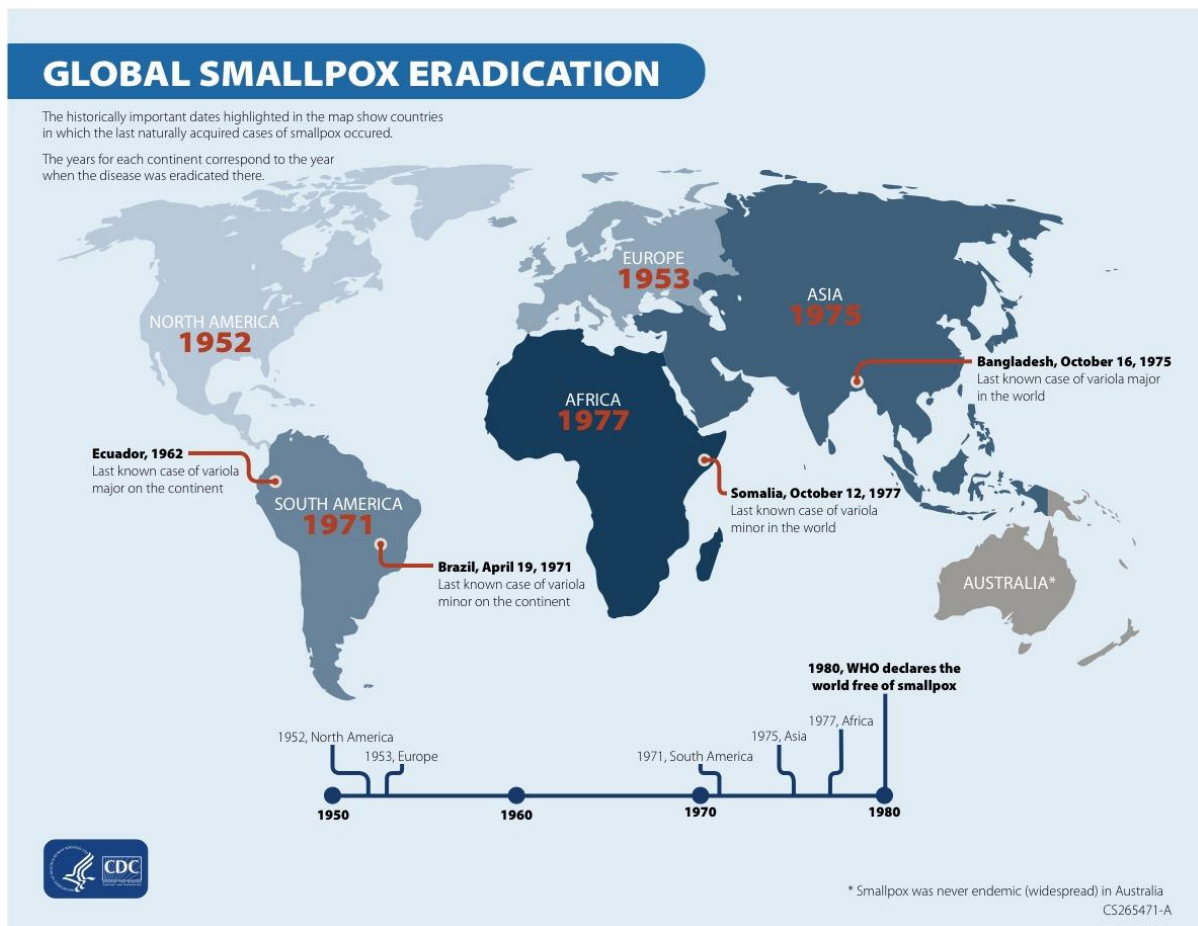 GLOBAL SMALLPOX ERADICATION
The historically important dates highlighted in the map show countries
in which the last naturally acquired cases of smallpox occured.
The years for each continent correspond to the year
when the disease was eradicated there.
NORTH AMERICA
1952
EUROPE
1953
ASIA
1975
AFRICA
1977
SOUTH AMERICA
1971
AUSTRALIA*
Bangladesh, October 16, 1975
Last known case of variola major
in the world
Ecuador, 1962
Last known case of variola
major on the continent
Somalia, October 12, 1977
Last known case of variola
minor in the world
Brazil, April 19, 1971
Last known case of variola
minor on the continent
1980, WHO declares the
world free of smallpox
1952, North America
1953, Europe
1971, South America
1975, Asia
1977, Africa
1950
1960
1970
1980
CDC
* Smallpox was never endemic (widespread) in Australia
CS265471-A